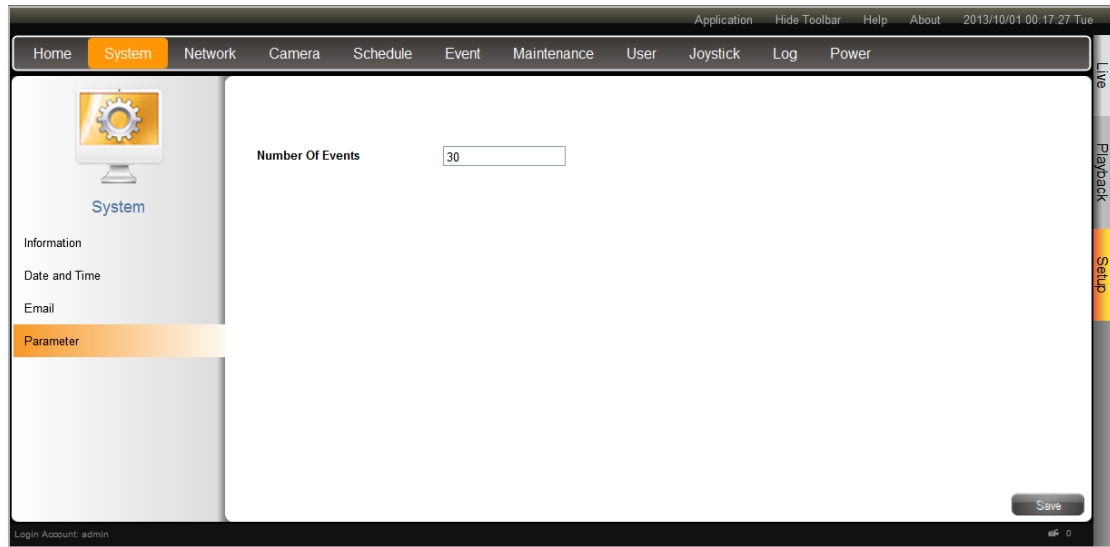 Application Hide Toolbar Help About 2013/10/01 00:17:27 Tue
Home System Network Camera Schedule Event Maintenance User Joystick Log Power
Live
Playback
Setup
System
Information
Date and Time
Email
Parameter
Number Of Events 30
Save
Login Account: admin 0